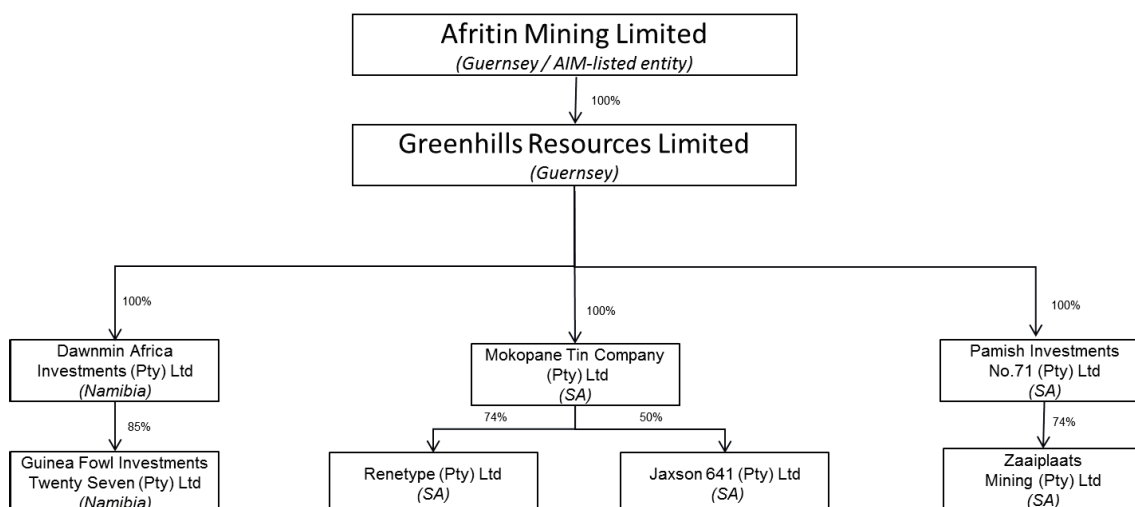 Afritin Mining Limited
(Guernsey / AIM-listed entity)
100%
Greenhills Resources Limited
(Guernsey)
100%
100%
100%
Dawnmin Africa
Investments (Pty) Ltd
(Namibia)
Mokopane Tin Company
(Pty) Ltd
(SA)
Pamish Investments
No.71 (Pty) Ltd
(SA)
85%
74%
50%
74%
Guinea Fowl Investments
Twenty Seven (Pty) Ltd
(Namibia)
Renetype (Pty) Ltd
(SA)
Jaxson 641 (Pty) Ltd
(SA)
Zaaiplaats
Mining (Pty) Ltd
(SA)